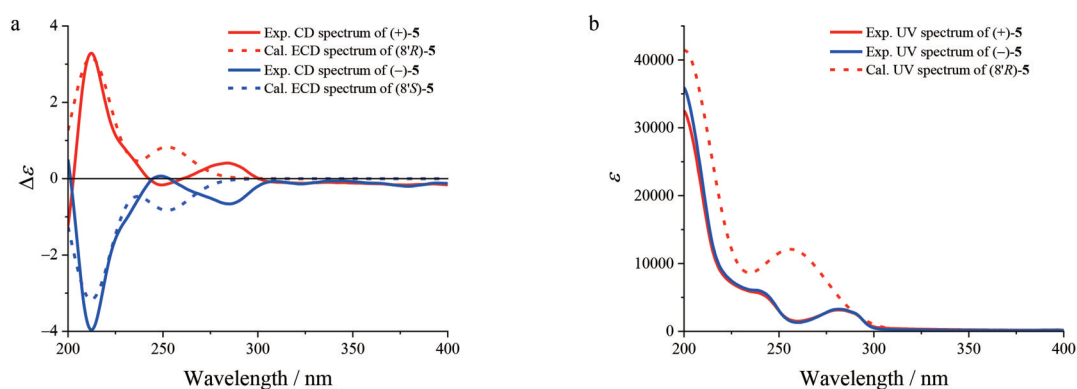 a
Exp. CD spectrum of (+)-5
Cal. ECD spectrum of (8'R)-5
Exp. CD spectrum of (−)-5
Cal. ECD spectrum of (8'S)-5
4
2
0
−2
−4
Δε
200
250
300
350
400
Wavelength / nm
b
Exp. UV spectrum of (+)-5
Exp. UV spectrum of (−)-5
Cal. UV spectrum of (8'R)-5
40000
30000
20000
10000
0
ε
200
250
300
350
400
Wavelength / nm